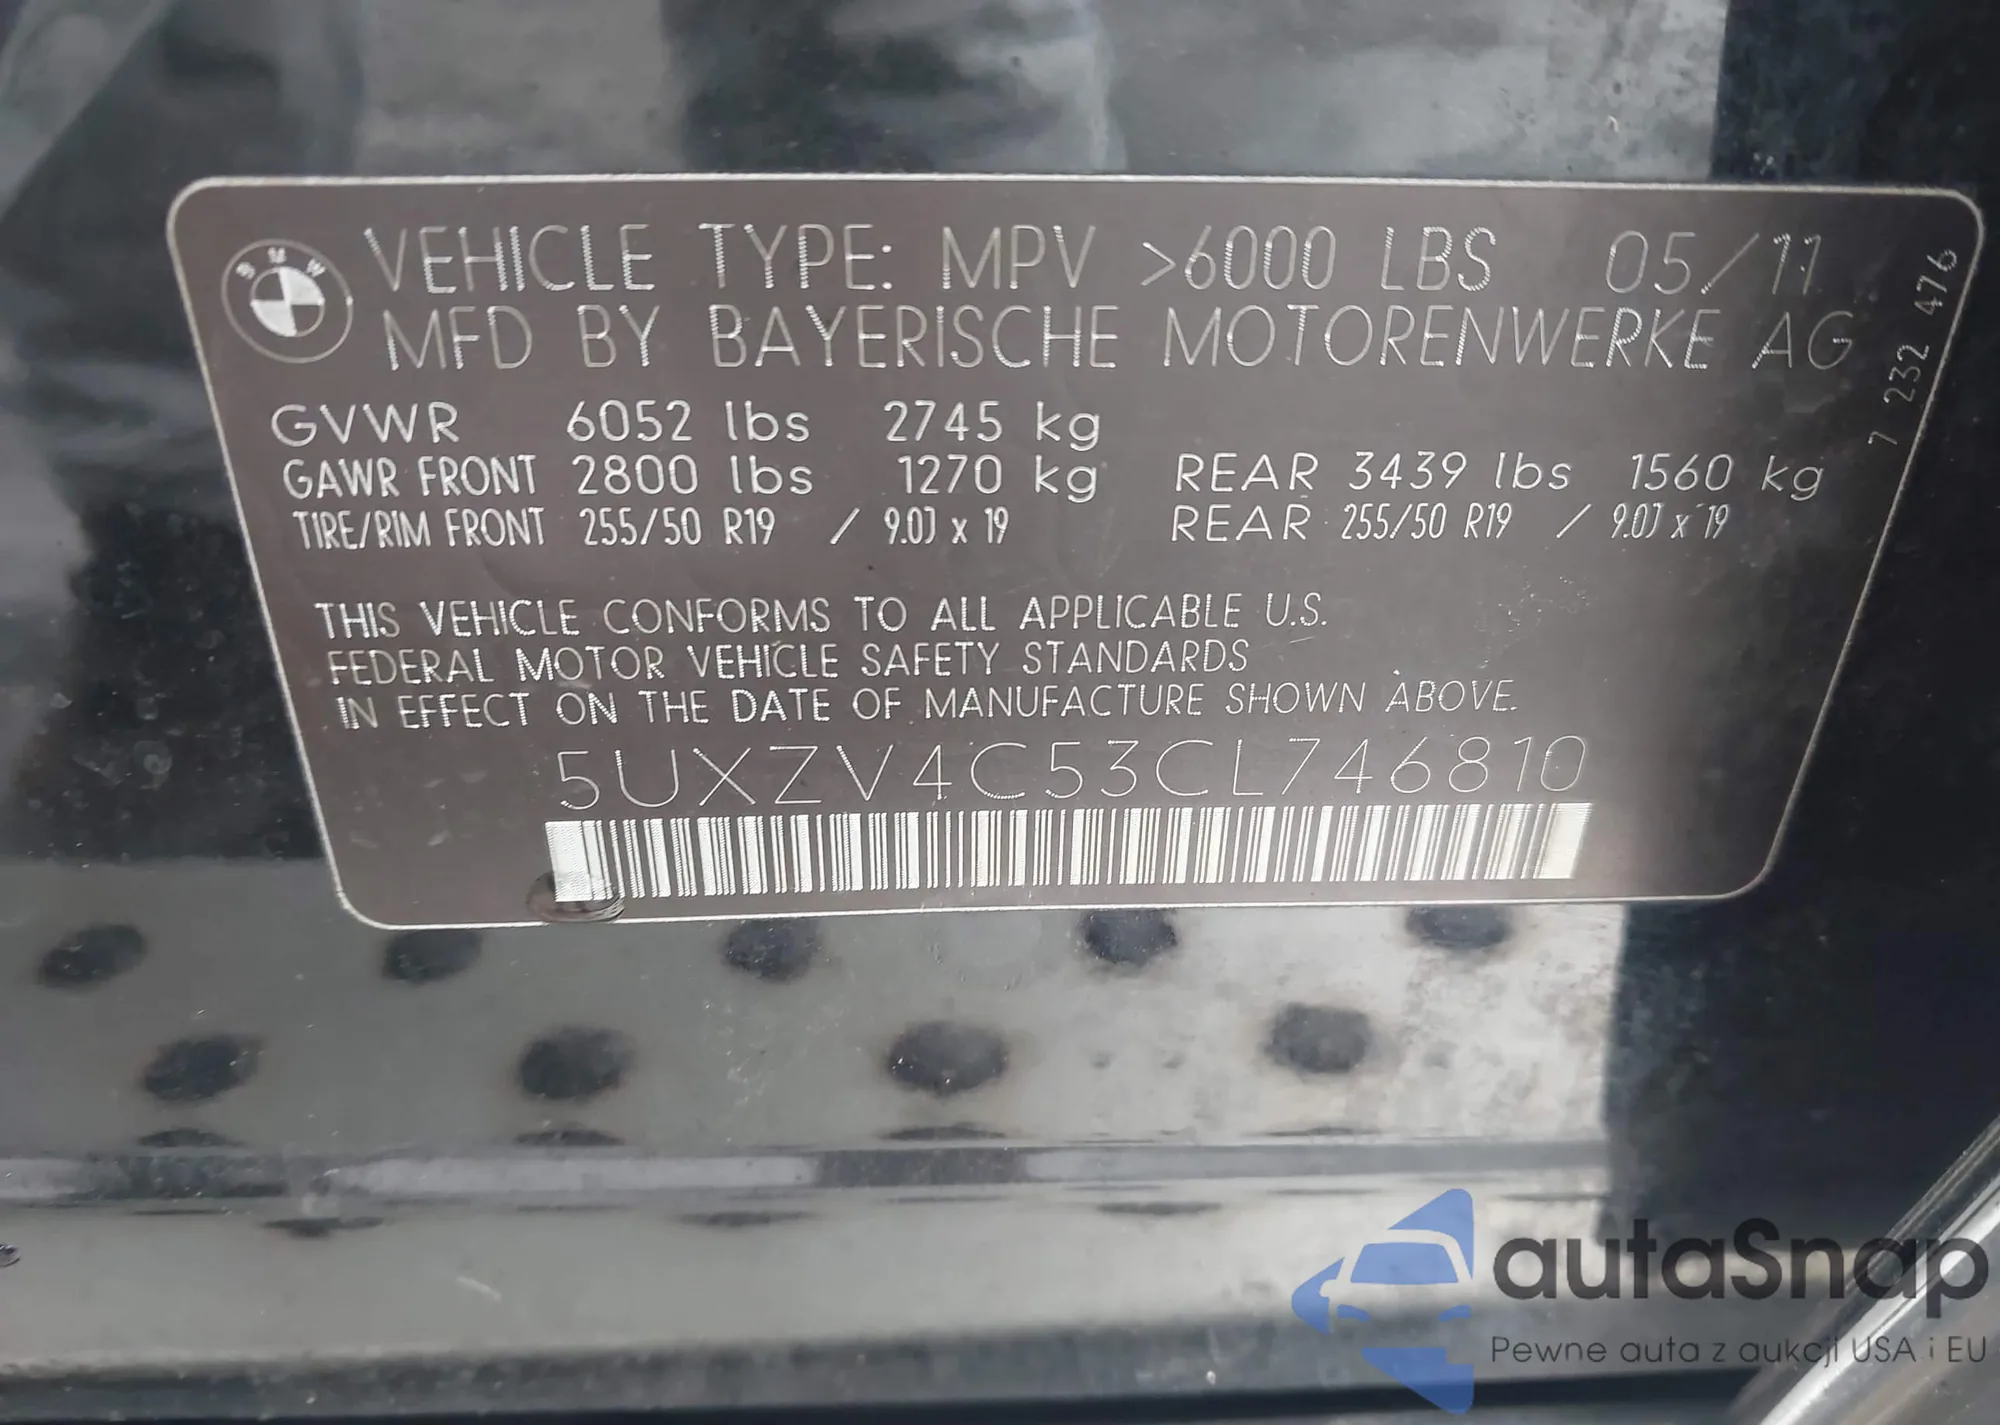 BMW
VEHICLE TYPE: MPV >6000 LBS 05/11
MFD BY BAYERISCHE MOTORENWERKE AG
7 232 476
GVWR 6052 lbs 2745 kg
GAWR FRONT 2800 lbs 1270 kg REAR 3439 lbs 1560 kg
TIRE/RIM FRONT 255/50 R19 / 9.0J x 19 REAR 255/50 R19 / 9.0J x 19
THIS VEHICLE CONFORMS TO ALL APPLICABLE U.S.
FEDERAL MOTOR VEHICLE SAFETY STANDARDS
IN EFFECT ON THE DATE OF MANUFACTURE SHOWN ABOVE.
5UXZV4C53CL746810
autaSnap
Pewne auta z aukcji USA i EU